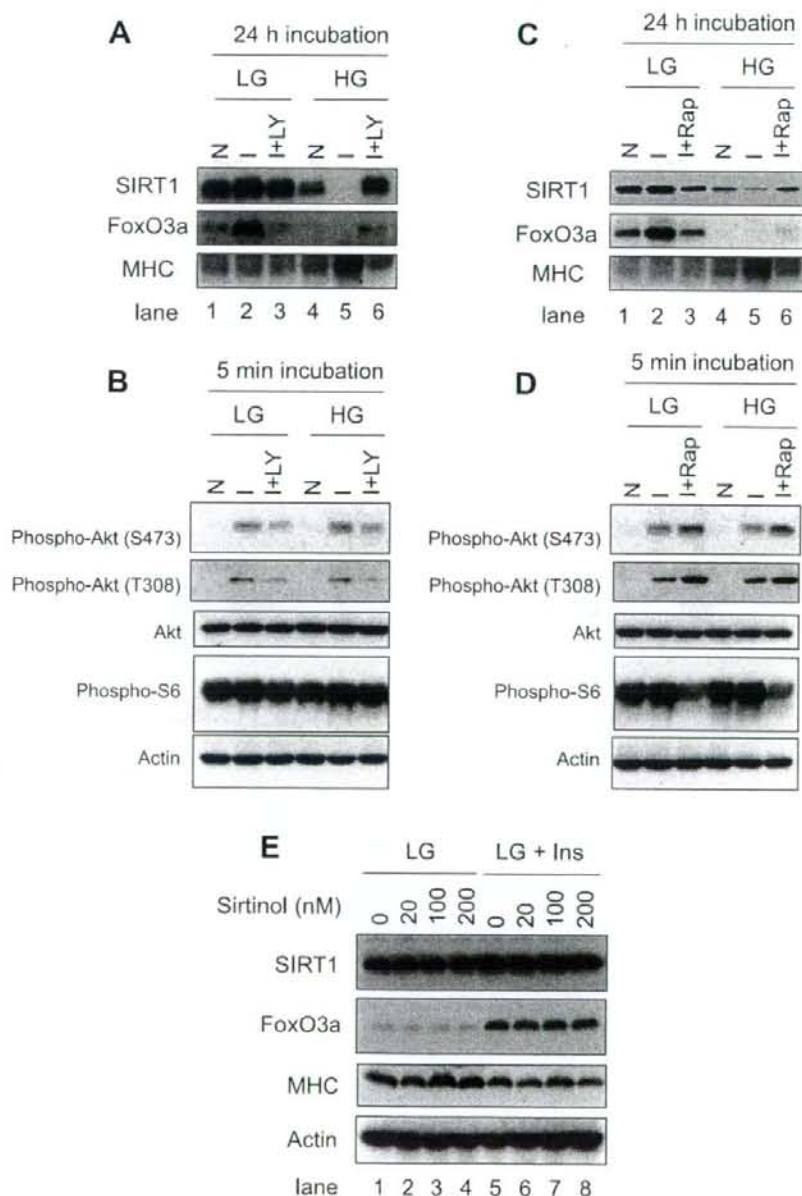 A
24 h incubation
LG HG
N I I+LY N I I+LY
SIRT1
FoxO3a
MHC
lane 1 2 3 4 5 6
B
5 min incubation
LG HG
N I I+LY N I I+LY
Phospho-Akt (S473)
Phospho-Akt (T308)
Akt
Phospho-S6
Actin
C
24 h incubation
LG HG
N I I+Rap N I I+Rap
SIRT1
FoxO3a
MHC
lane 1 2 3 4 5 6
D
5 min incubation
LG HG
N I I+Rap N I I+Rap
Phospho-Akt (S473)
Phospho-Akt (T308)
Akt
Phospho-S6
Actin
E
LG LG + Ins
Sirtinol (nM) 0 20 100 200 0 20 100 200
SIRT1
FoxO3a
MHC
Actin
lane 1 2 3 4 5 6 7 8